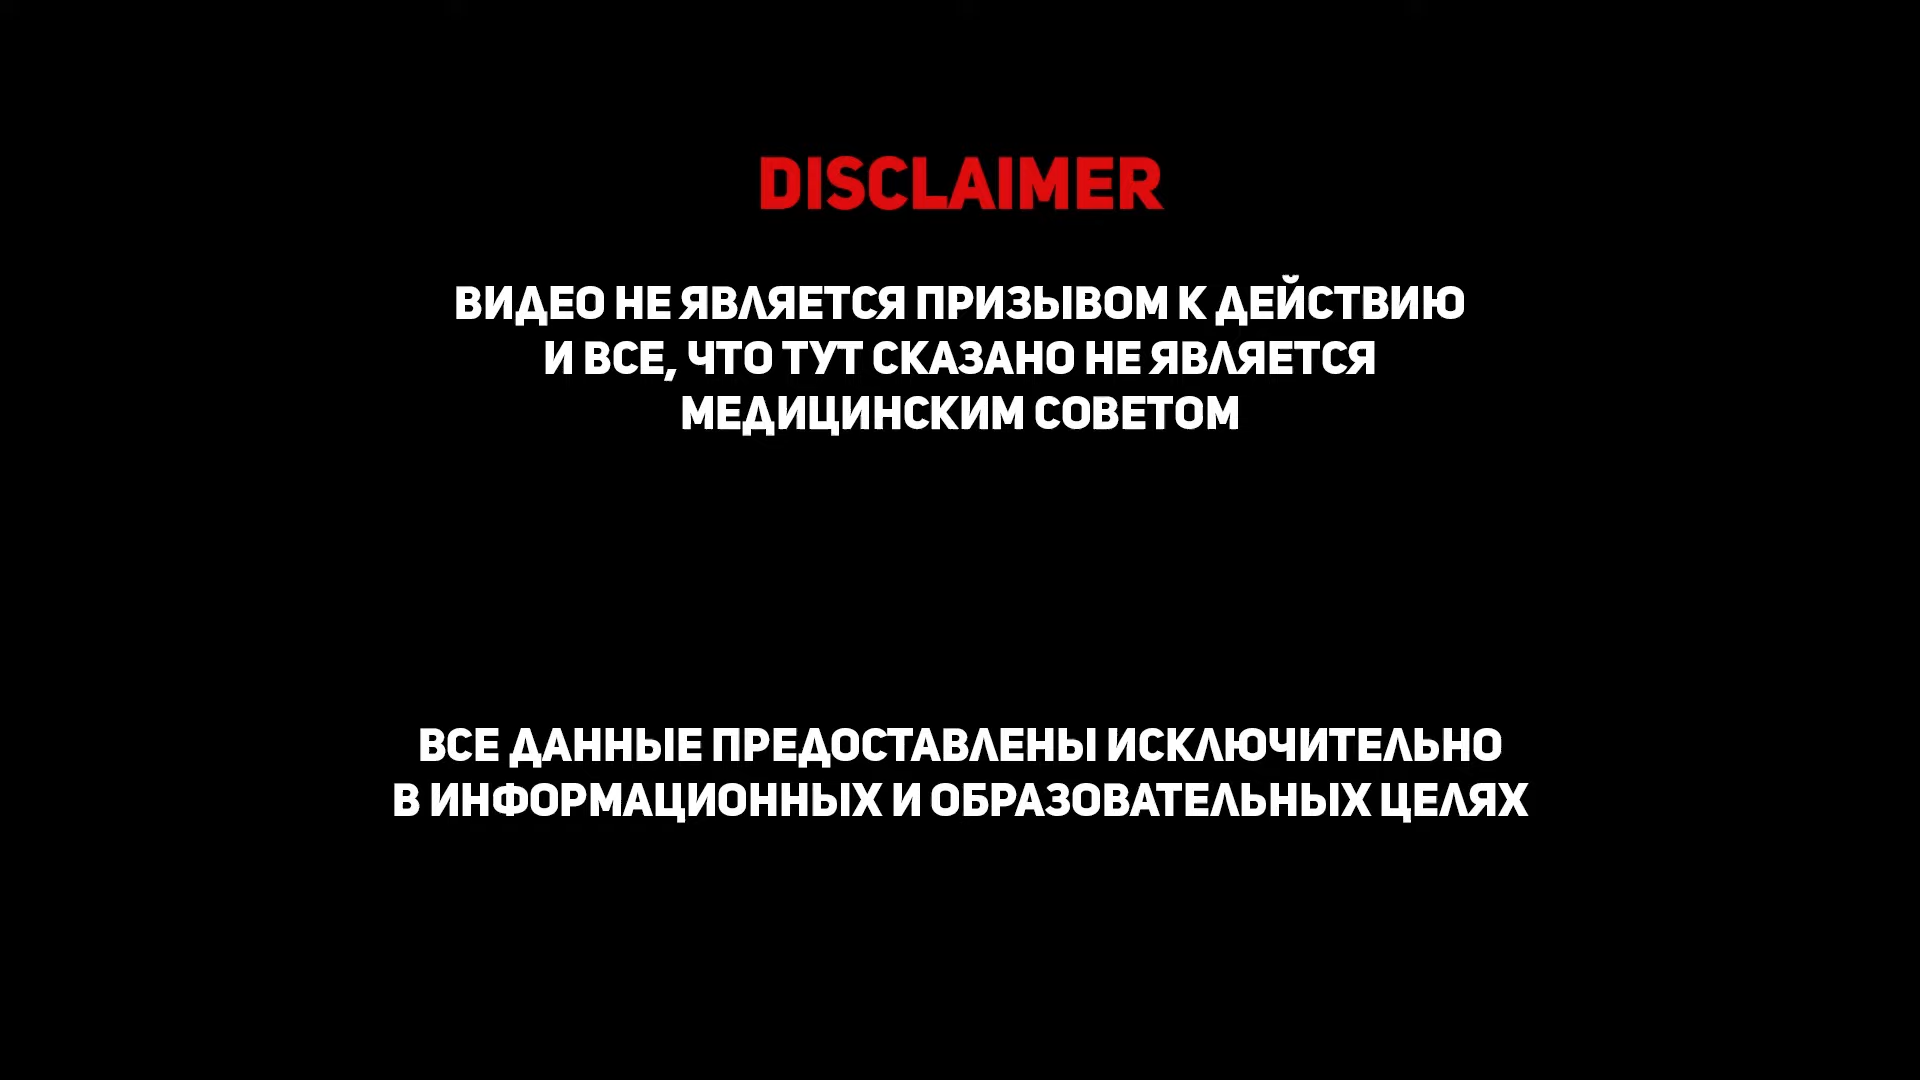 DISCLAIMER
ВИДЕО НЕ ЯВЛЯЕТСЯ ПРИЗЫВОМ К ДЕЙСТВИЮ
И ВСЕ, ЧТО ТУТ СКАЗАНО НЕ ЯВЛЯЕТСЯ
МЕДИЦИНСКИМ СОВЕТОМ
ВСЕ ДАННЫЕ ПРЕДОСТАВЛЕНЫ ИСКЛЮЧИТЕЛЬНО
В ИНФОРМАЦИОННЫХ И ОБРАЗОВАТЕЛЬНЫХ ЦЕЛЯХ